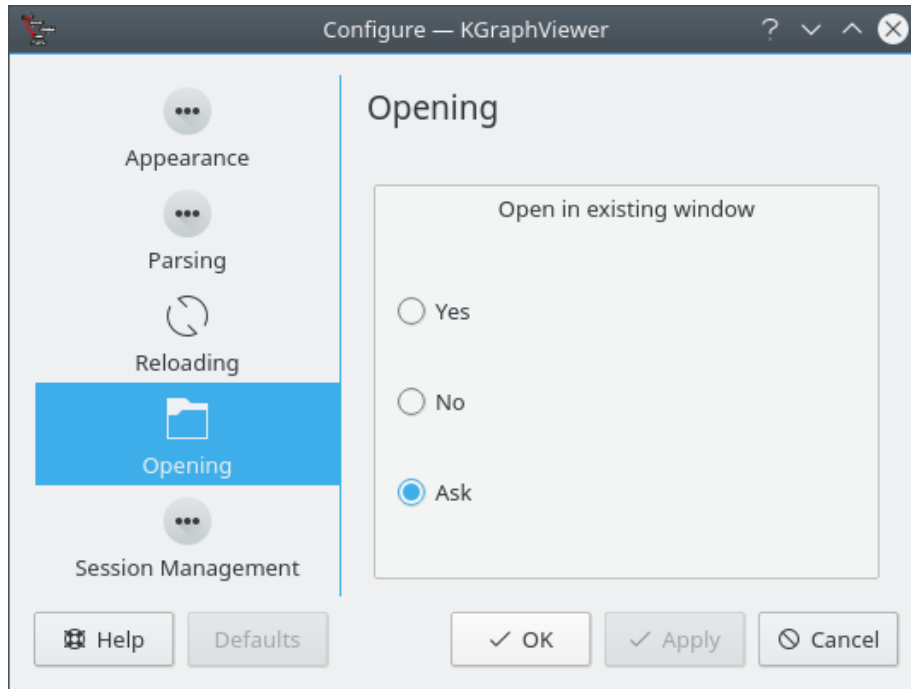 Configure — KGraphViewer
Appearance
Parsing
Reloading
Opening
Session Management
Opening
Open in existing window
Yes
No
Ask
Help
Defaults
OK
Apply
Cancel